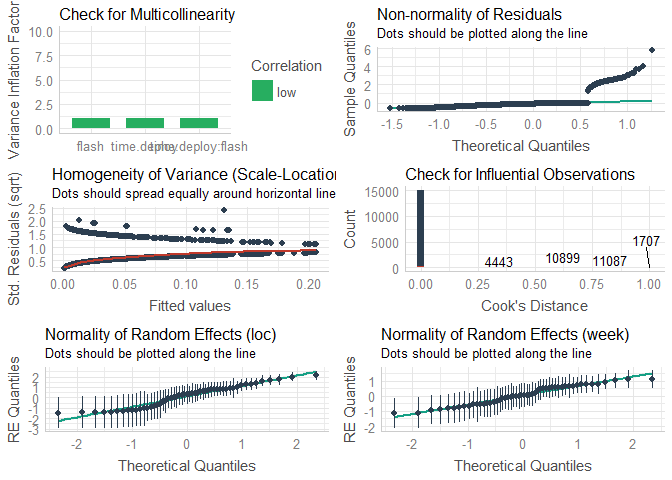 Check for Multicollinearity
Variance Inflation Factor
10.0
7.5
5.0
2.5
0.0
flash
time.deploy
deploy:flash
Correlation
low
Non-normality of Residuals
Dots should be plotted along the line
Sample Quantiles
6
4
2
0
-1.5
-1.0
-0.5
0.0
0.5
1.0
Theoretical Quantiles
Homogeneity of Variance (Scale-Location
Dots should spread equally around horizontal line
Std. Residuals (sqrt)
2.5
2.0
1.5
1.0
0.5
0.00
0.05
0.10
0.15
0.20
Fitted values
Check for Influential Observations
Count
15000
10000
5000
0
4443
10899
11087
1707
0.00
0.25
0.50
0.75
1.00
Cook's Distance
Normality of Random Effects (loc)
Dots should be plotted along the line
RE Quantiles
2
1
0
-1
-2
-3
-2
-1
0
1
2
Theoretical Quantiles
Normality of Random Effects (week)
Dots should be plotted along the line
RE Quantiles
1
0
-1
-2
-2
-1
0
1
2
Theoretical Quantiles